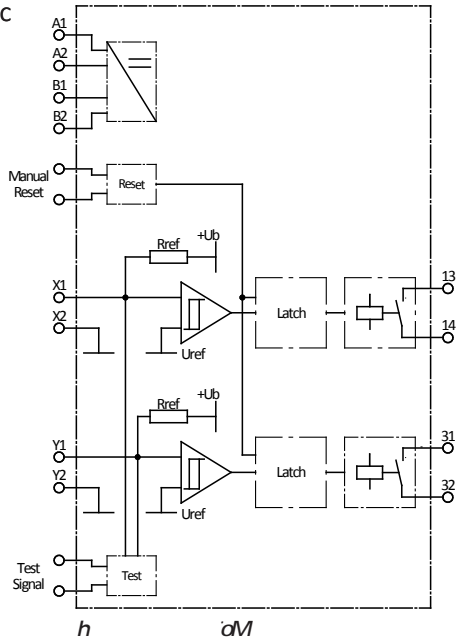 C
A1
A2
B1
B2
Manual
Reset
Reset
+Ub
Rref
X1
X2
Uref
Latch
13
14
+Ub
Rref
Y1
Y2
Uref
Latch
31
32
Test
Signal
Test
h